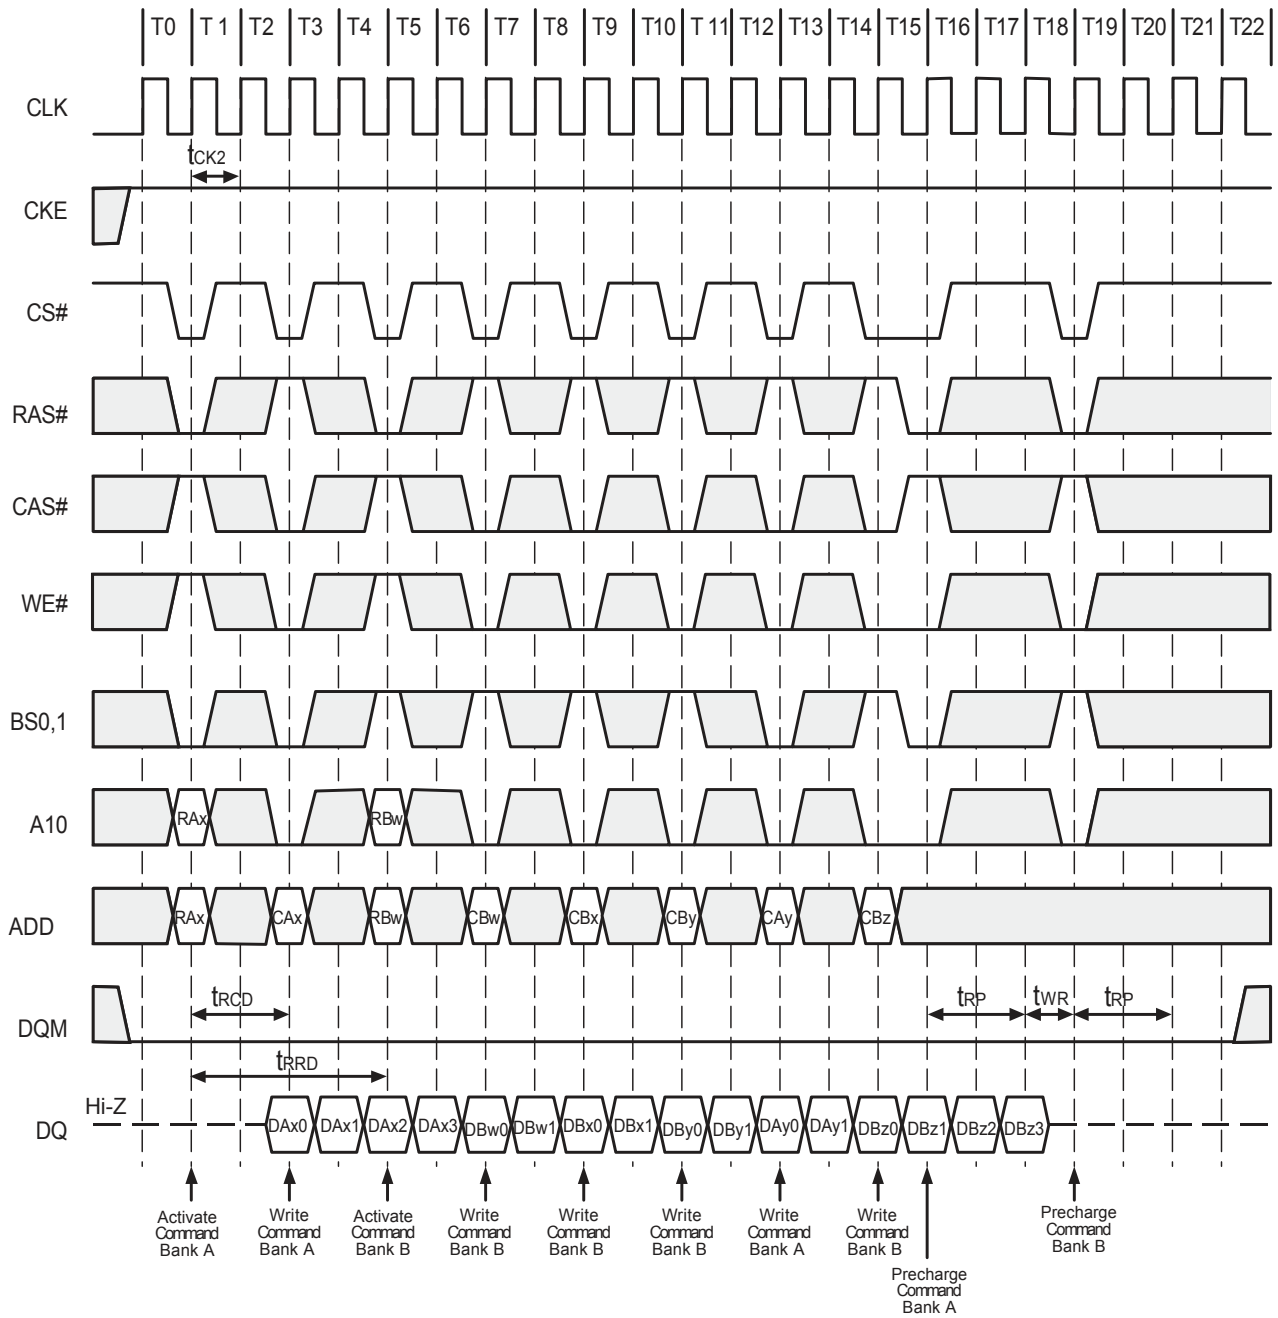 T0 T 1 T2 T3 T4 T5 T6 T7 T8 T9 T10 T 11 T12 T13 T14 T15 T16 T17 T18 T19 T20 T21 T22
CLK
tCK2
CKE
CS#
RAS#
CAS#
WE#
BS0,1
A10 RAx RBw
ADD RAx CAx RBw CBw CBx CBy CAy CBz
tRCD tRP tWR tRP
DQM
tRRD
Hi-Z
DQ DAx0 DAx1 DAx2 DAx3 DBw0 DBw1 DBx0 DBx1 DBy0 DBy1 DAy0 DAy1 DBz0 DBz1 DBz2 DBz3
Activate
Command
Bank A
Write
Command
Bank A
Activate
Command
Bank B
Write
Command
Bank B
Write
Command
Bank B
Write
Command
Bank B
Write
Command
Bank A
Write
Command
Bank B
Precharge
Command
Bank A
Precharge
Command
Bank B